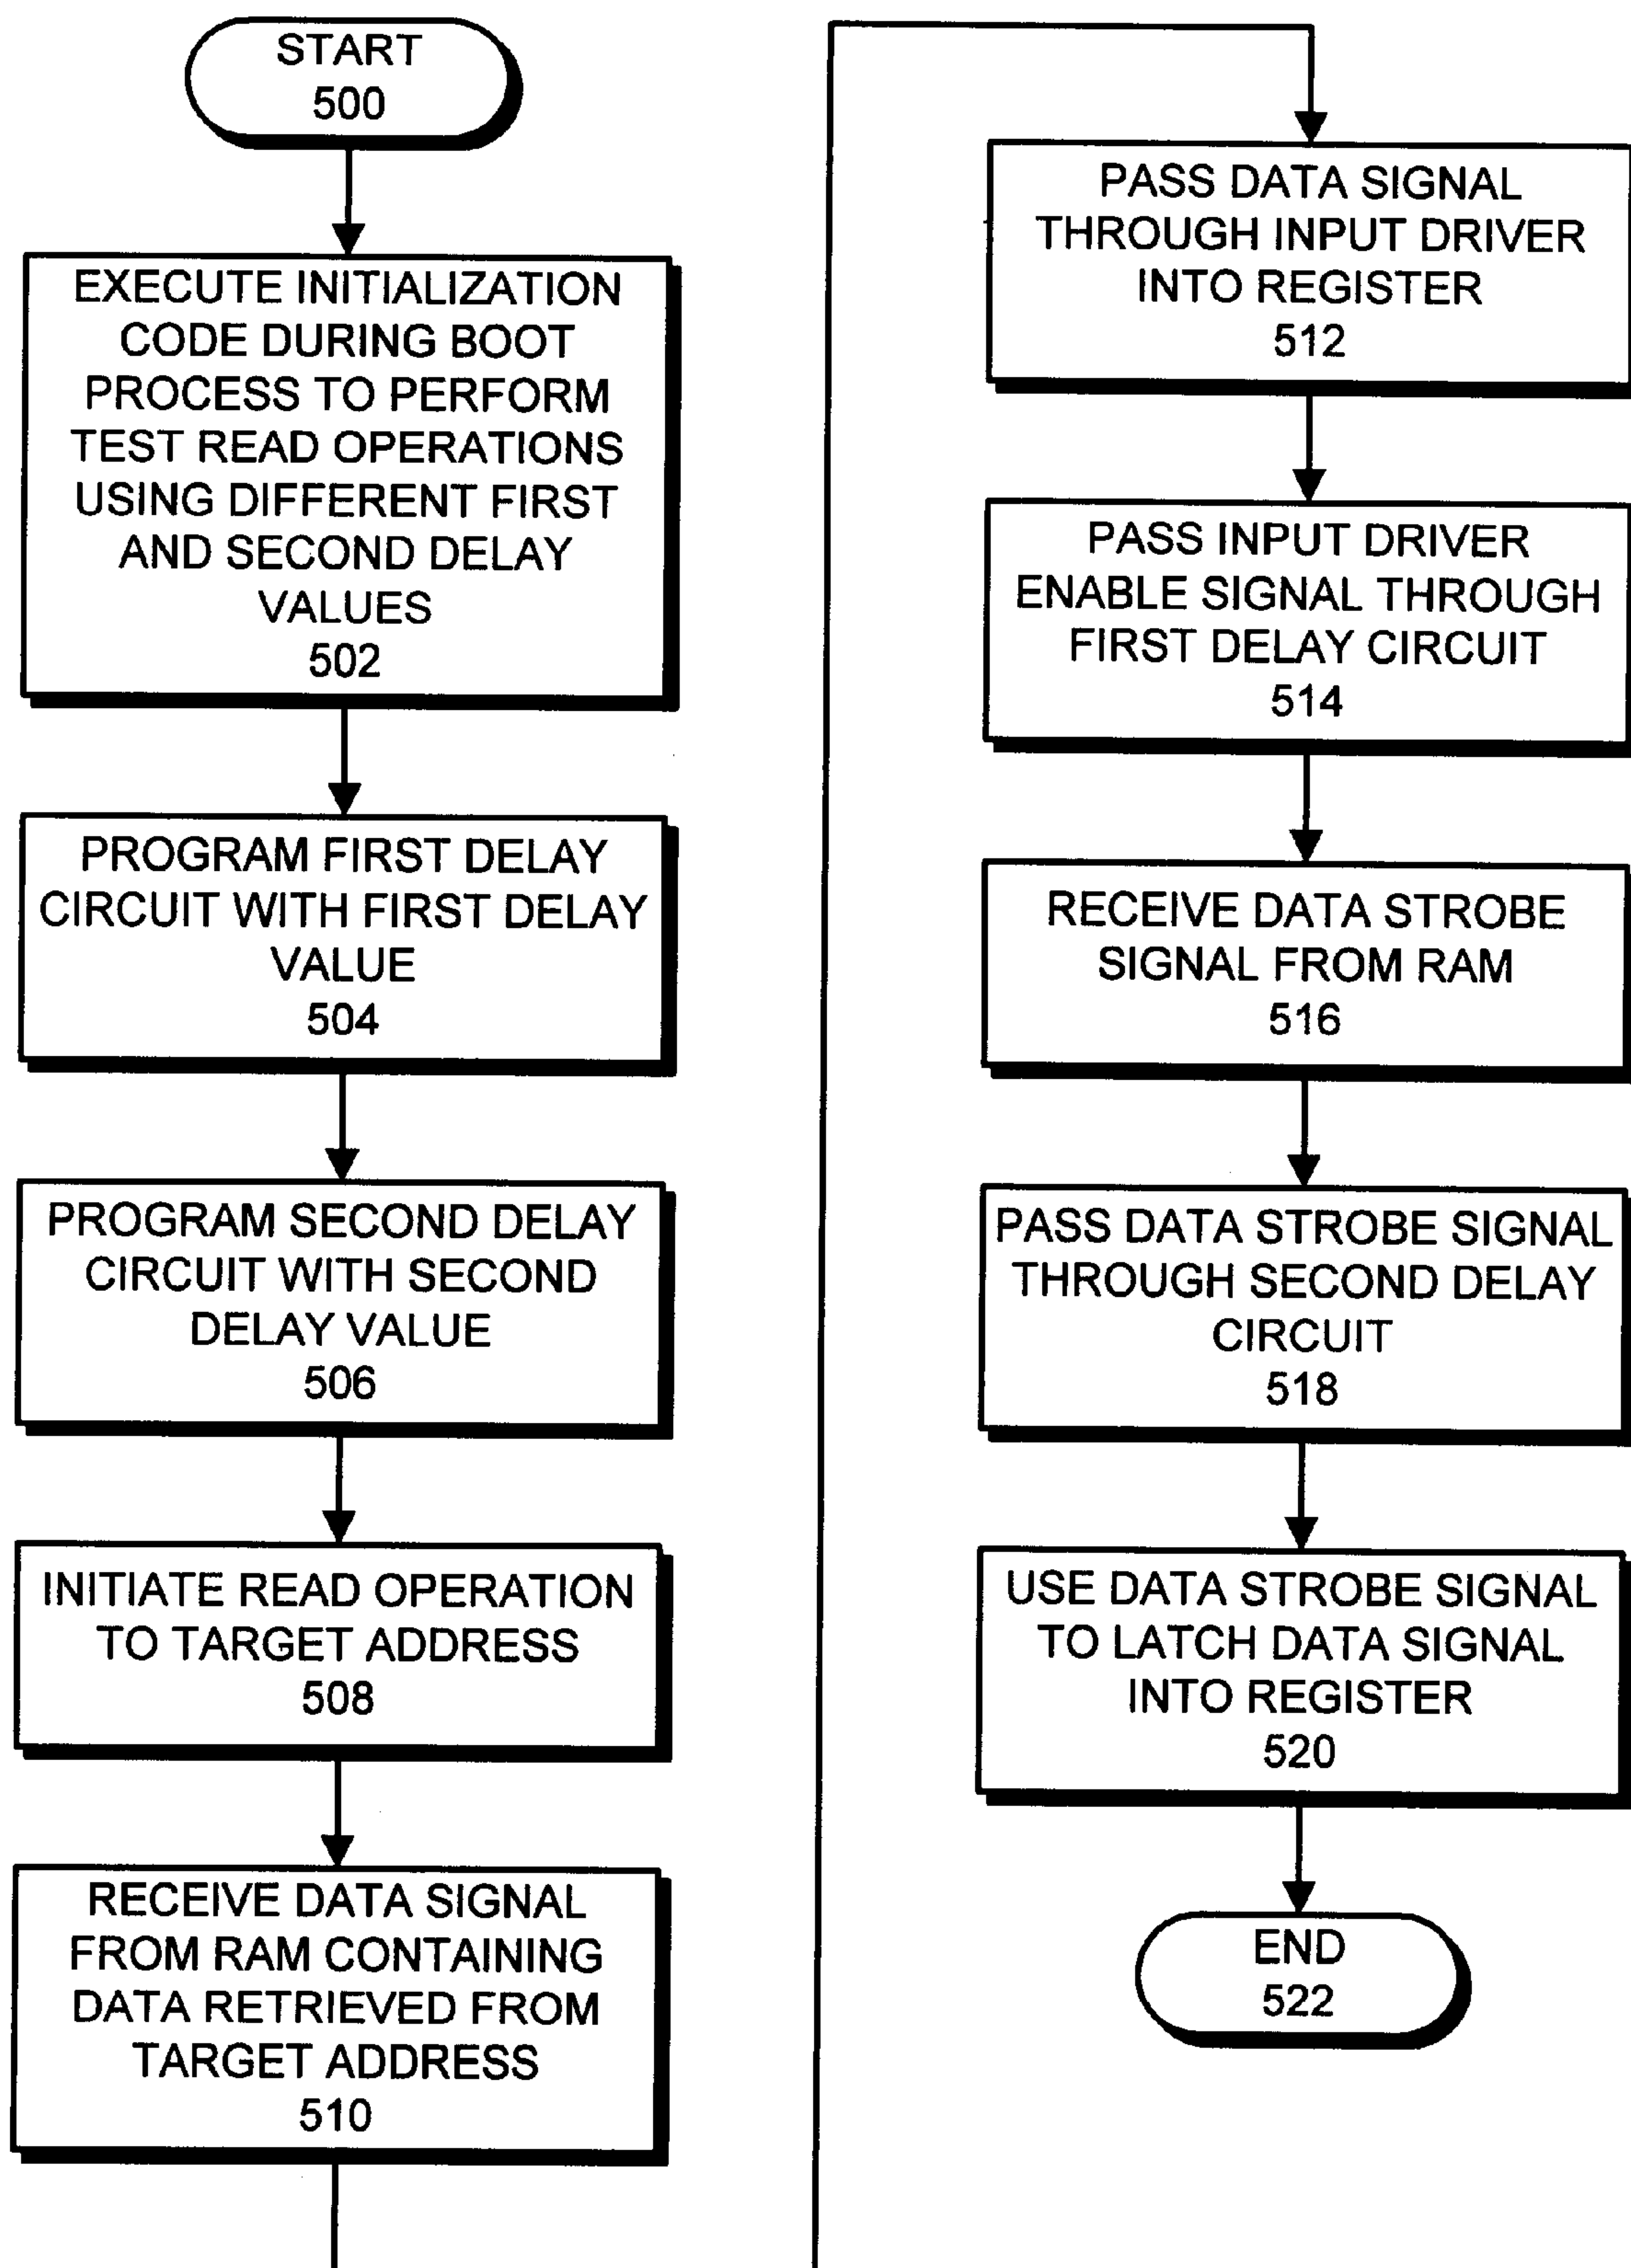 START
500
EXECUTE INITIALIZATION
CODE DURING BOOT
PROCESS TO PERFORM
TEST READ OPERATIONS
USING DIFFERENT FIRST
AND SECOND DELAY
VALUES
502
PROGRAM FIRST DELAY
CIRCUIT WITH FIRST DELAY
VALUE
504
PROGRAM SECOND DELAY
CIRCUIT WITH SECOND
DELAY VALUE
506
INITIATE READ OPERATION
TO TARGET ADDRESS
508
RECEIVE DATA SIGNAL
FROM RAM CONTAINING
DATA RETRIEVED FROM
TARGET ADDRESS
510
PASS DATA SIGNAL
THROUGH INPUT DRIVER
INTO REGISTER
512
PASS INPUT DRIVER
ENABLE SIGNAL THROUGH
FIRST DELAY CIRCUIT
514
RECEIVE DATA STROBE
SIGNAL FROM RAM
516
PASS DATA STROBE SIGNAL
THROUGH SECOND DELAY
CIRCUIT
518
USE DATA STROBE SIGNAL
TO LATCH DATA SIGNAL
INTO REGISTER
520
END
522